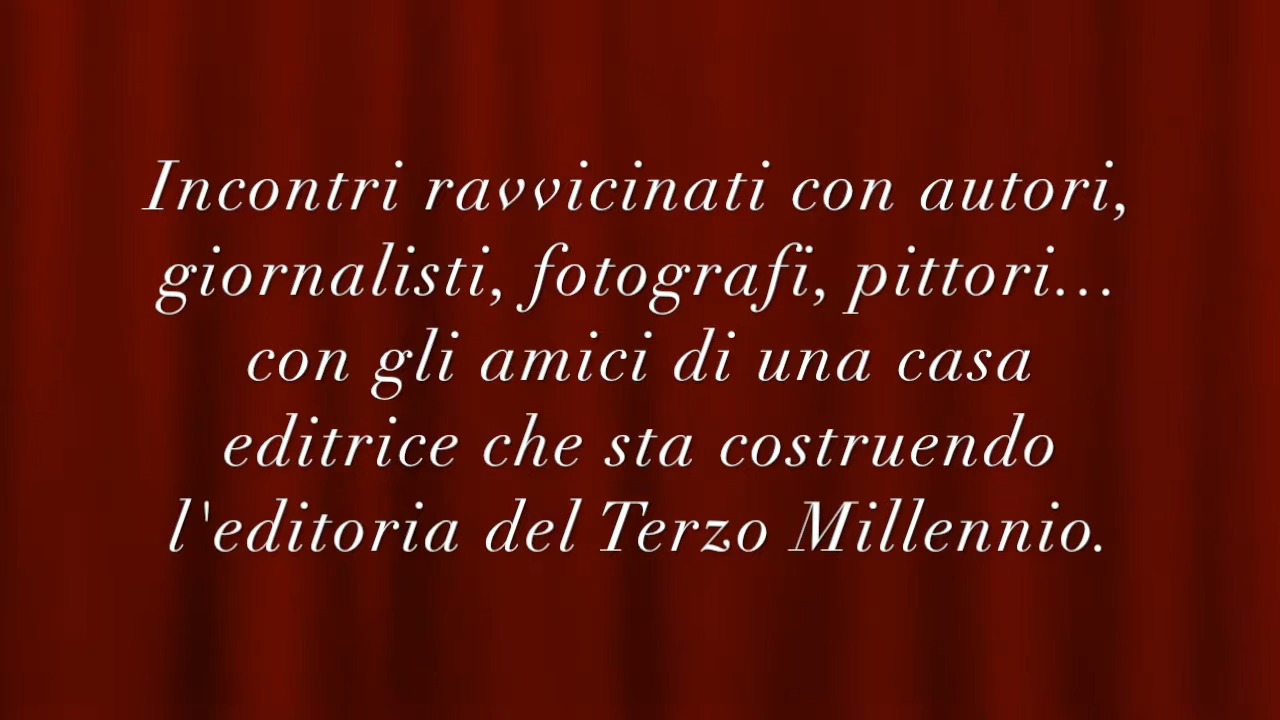 Incontri ravvicinati con autori,
giornalisti, fotografi, pittori...
con gli amici di una casa
editrice che sta costruendo
l'editoria del Terzo Millennio.